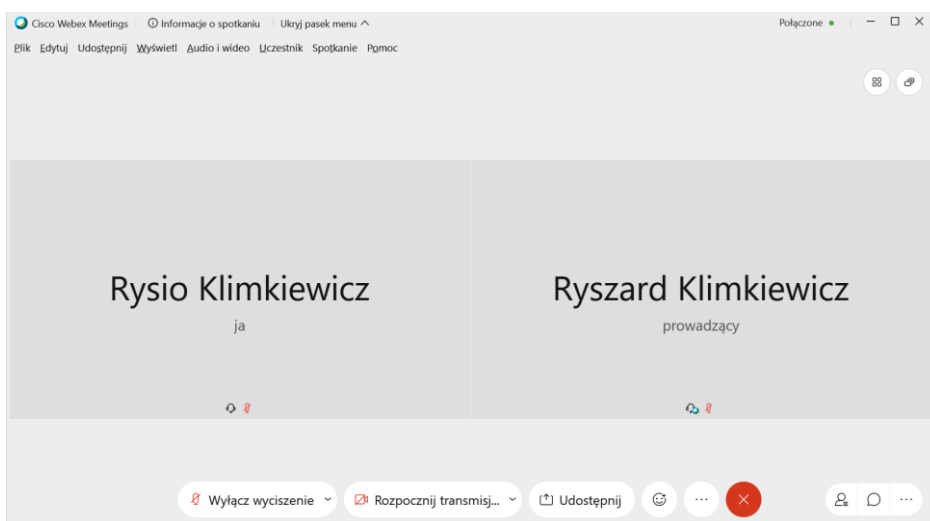 Cisco Webex Meetings Informacje o spotkaniu Ukryj pasek menu Połączone
Plik Edytuj Udostępnij Wyświetl Audio i wideo Uczestnik Spotkanie Pomoc
Rysio Klimkiewicz
ja
Ryszard Klimkiewicz
prowadzący
Wyłącz wyciszenie Rozpocznij transmisj... Udostępnij